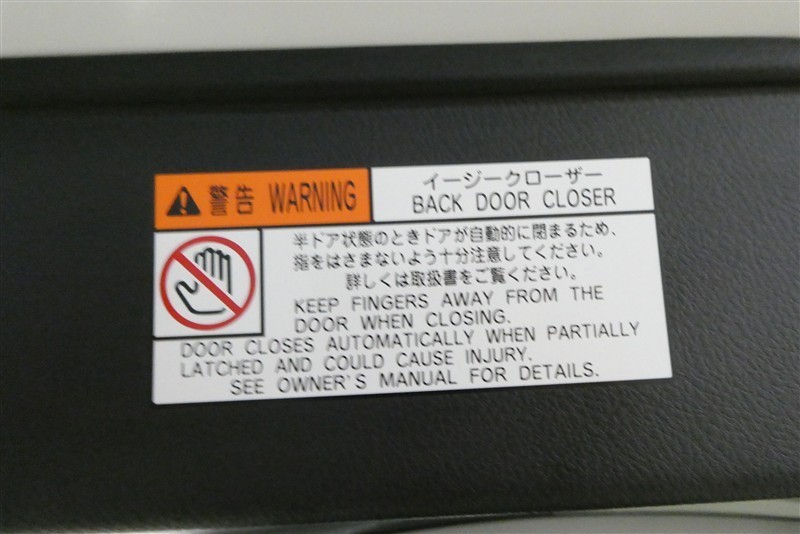 警告 WARNING
イージークローザー
BACK DOOR CLOSER
半ドア状態のときドアが自動的に閉まるため、
指をはさまないよう十分注意してください。
詳しくは取扱書をご覧ください。
KEEP FINGERS AWAY FROM THE
DOOR WHEN CLOSING.
DOOR CLOSES AUTOMATICALLY WHEN PARTIALLY
LATCHED AND COULD CAUSE INJURY.
SEE OWNER'S MANUAL FOR DETAILS.